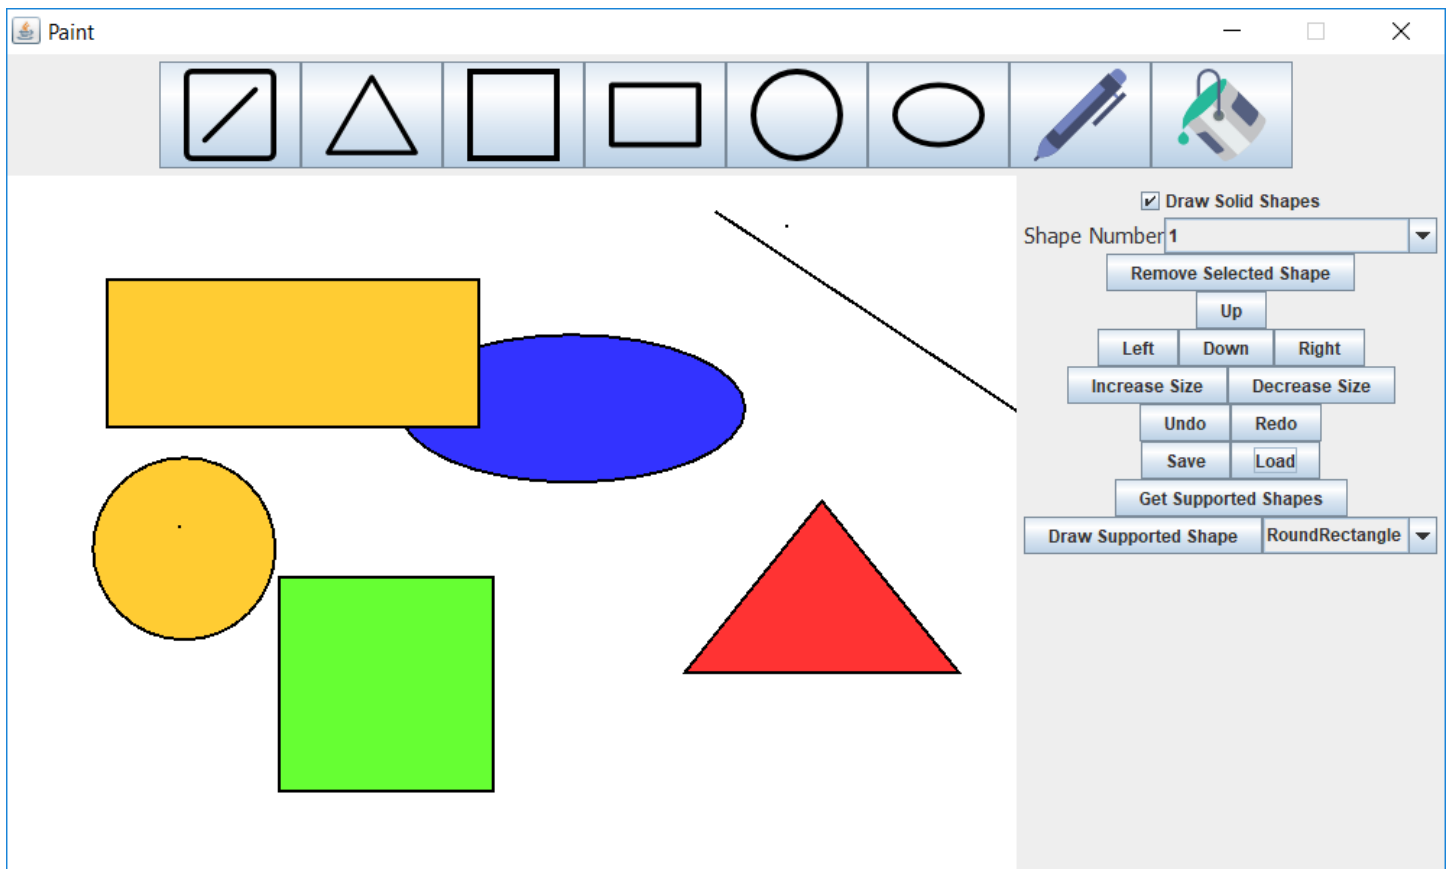 Paint
Draw Solid Shapes
Shape Number 1
Remove Selected Shape
Up
Left Down Right
Increase Size Decrease Size
Undo Redo
Save Load
Get Supported Shapes
Draw Supported Shape RoundRectangle